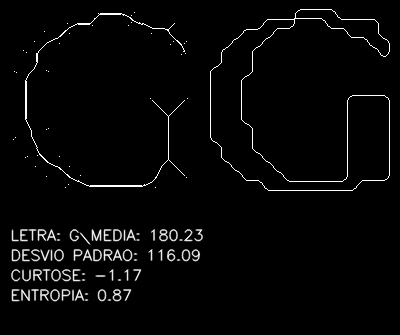 G G
LETRA: G\MEDIA: 180.23
DESVIO PADRAO: 116.09
CURTOSE: -1.17
ENTROPIA: 0.87